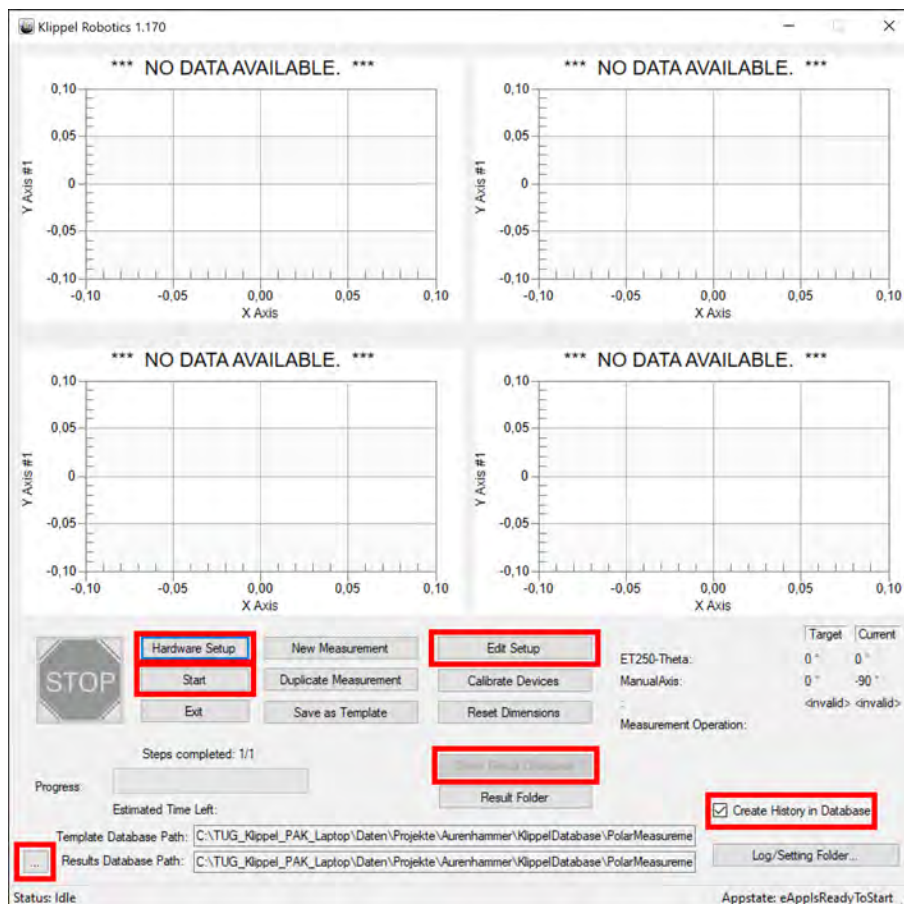 Klippel Robotics 1.170
*** NO DATA AVAILABLE. *** *** NO DATA AVAILABLE. ***
0,10 0,10
0,05 0,05
Y Axis #1 0 Y Axis #1 0
-0,05 -0,05
-0,10 -0,10
-0,10 -0,05 0,00 0,05 0,10 -0,10 -0,05 0,00 0,05 0,10
X Axis X Axis
*** NO DATA AVAILABLE. *** *** NO DATA AVAILABLE. ***
0,10 0,10
0,05 0,05
Y Axis #1 0 Y Axis #1 0
-0,05 -0,05
-0,10 -0,10
-0,10 -0,05 0,00 0,05 0,10 -0,10 -0,05 0,00 0,05 0,10
X Axis X Axis
Target Current
STOP Hardware Setup New Measurement Edit Setup ET250-Theta: 0 ° 0 °
Start Duplicate Measurement Calibrate Devices ManualAxis: 0 ° -90 °
Exit Save as Template Reset Dimensions - <invalid> <invalid>
Measurement Operation:
Steps completed: 1/1
Progress
Result Folder
Estimated Time Left: Create History in Database
Template Database Path: C:\TUG_Klippel_PAK_Laptop\Daten\Projekte\Aurenhammer\KlippelDatabase\PolarMeasureme
... Results Database Path: C:\TUG_Klippel_PAK_Laptop\Daten\Projekte\Aurenhammer\KlippelDatabase\PolarMeasureme
Log/Setting Folder...
Status: Idle Appstate: eAppIsReadyToStart